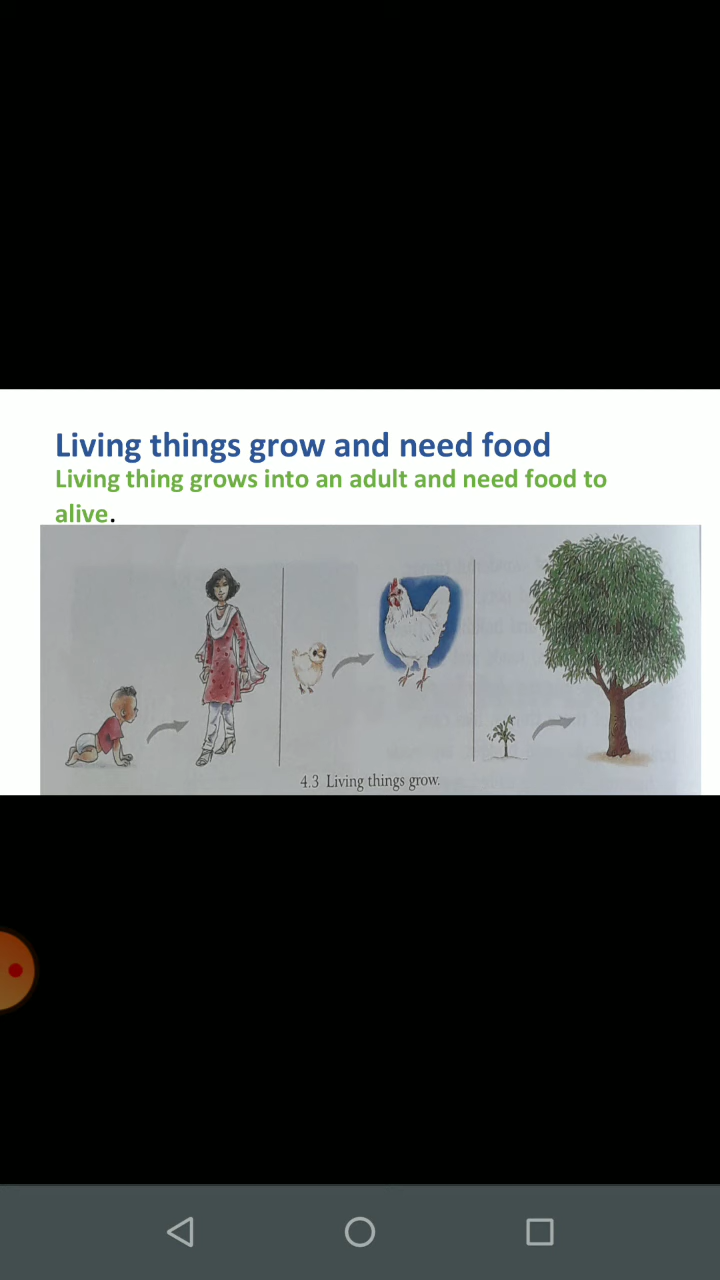 Living things grow and need food
Living thing grows into an adult and need food to
alive.
4.3 Living things grow.